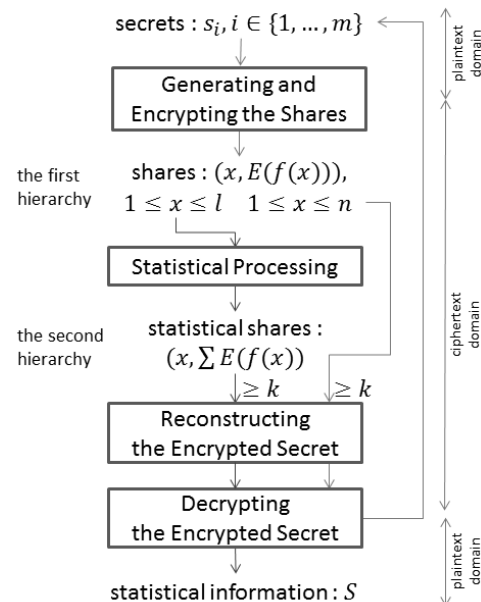 secrets : s_i, i ∈ {1, ..., m}
plaintext
domain
Generating and
Encrypting the Shares
the first
hierarchy
shares : (x, E(f(x))),
1 ≤ x ≤ l 1 ≤ x ≤ n
Statistical Processing
ciphertext
domain
the second
hierarchy
statistical shares :
(x, ∑ E(f(x))
≥ k ≥ k
Reconstructing
the Encrypted Secret
Decrypting
the Encrypted Secret
plaintext
domain
statistical information : S